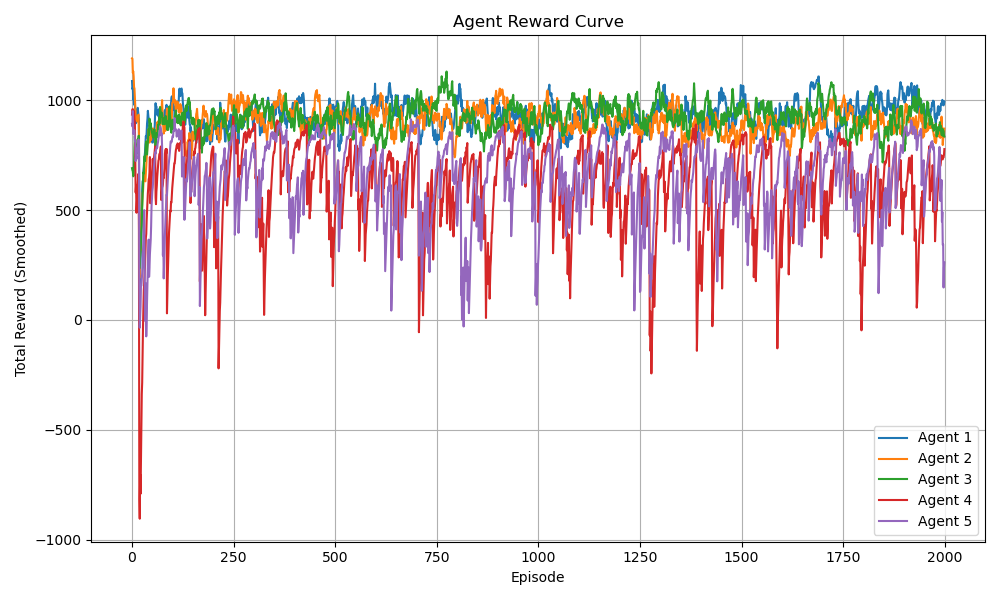 Agent Reward Curve
Total Reward (Smoothed)
1000
500
0
−500
−1000
0 250 500 750 1000 1250 1500 1750 2000
Episode
Agent 1
Agent 2
Agent 3
Agent 4
Agent 5